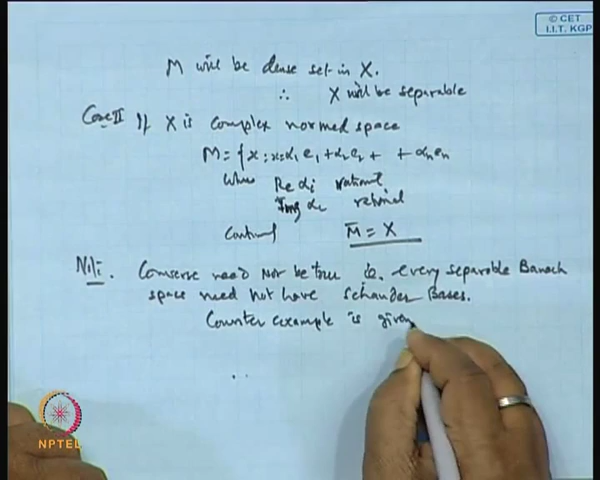 © CET
I.I.T. KGP
M will be dense set in X.
∴ X will be separable
Case II If X is complex normed space
M = {x : x = α1 e1 + α2 e2 + + αn en
Where Re αi rational
Img αi rational
M̄ = X
Note: Converse need not be true ie. every separable Banach
space need not have Schauder Bases.
Counter example is given
NPTEL